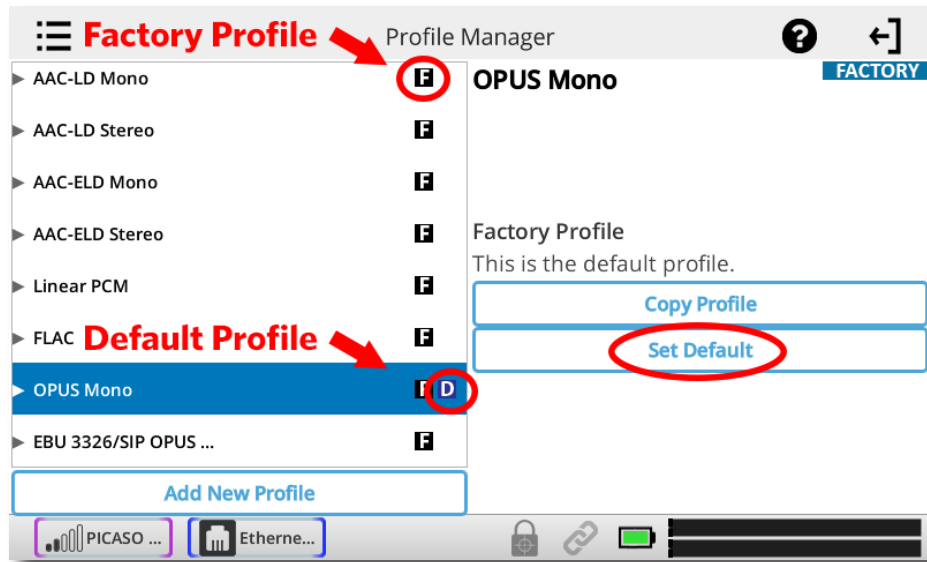 Factory Profile
Profile Manager
?
AAC-LD Mono F
AAC-LD Stereo F
AAC-ELD Mono F
AAC-ELD Stereo F
Linear PCM F
FLAC F
Default Profile
OPUS Mono F D
EBU 3326/SIP OPUS ... F
Add New Profile
OPUS Mono
FACTORY
Factory Profile
This is the default profile.
Copy Profile
Set Default
PICASO ...
Etherne...